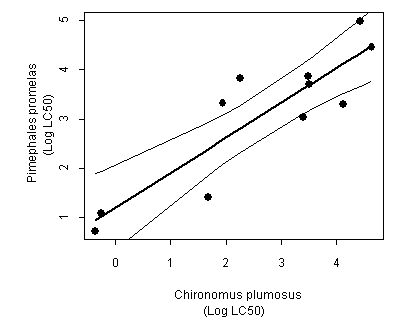 5
4
3
2
1
Pimephales promelas
(Log LC50)
0 1 2 3 4
Chironomus plumosus
(Log LC50)